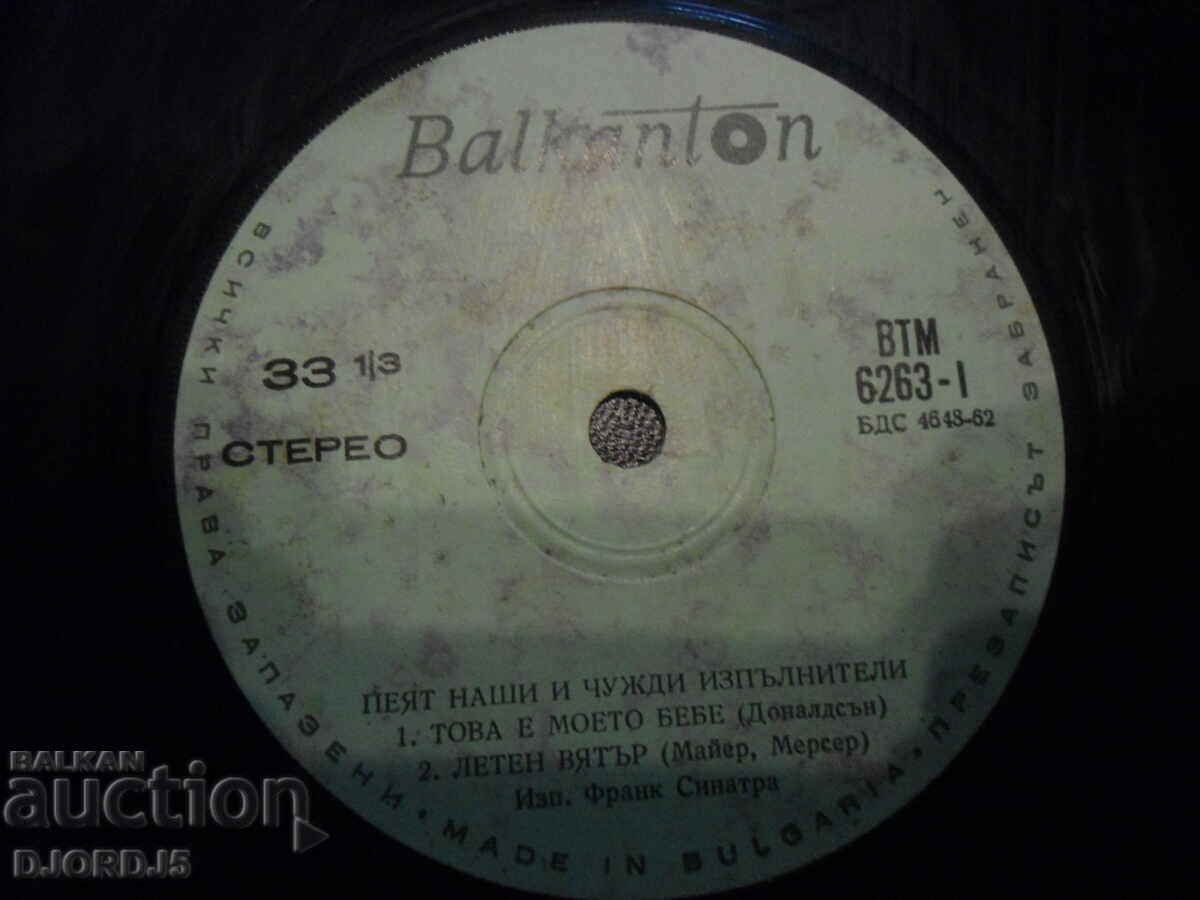 Balkanton
33 1/3
СТЕРЕО
ВТМ
6263-I
БДС 4648-62
ПЕЯТ НАШИ И ЧУЖДИ ИЗПЪЛНИТЕЛИ
1. ТОВА Е МОЕТО БЕБЕ (Доналдсън)
2. ЛЕТЕН ВЯТЪР (Майер, Мерсер)
Изп. Франк Синатра
ВСИЧКИ ПРАВА ЗАПАЗЕНИ • MADE IN BULGARIA • ПРЕЗАПИСЪТ ЗАБРАНЕН
BALKAN
auction
DJORDJ5